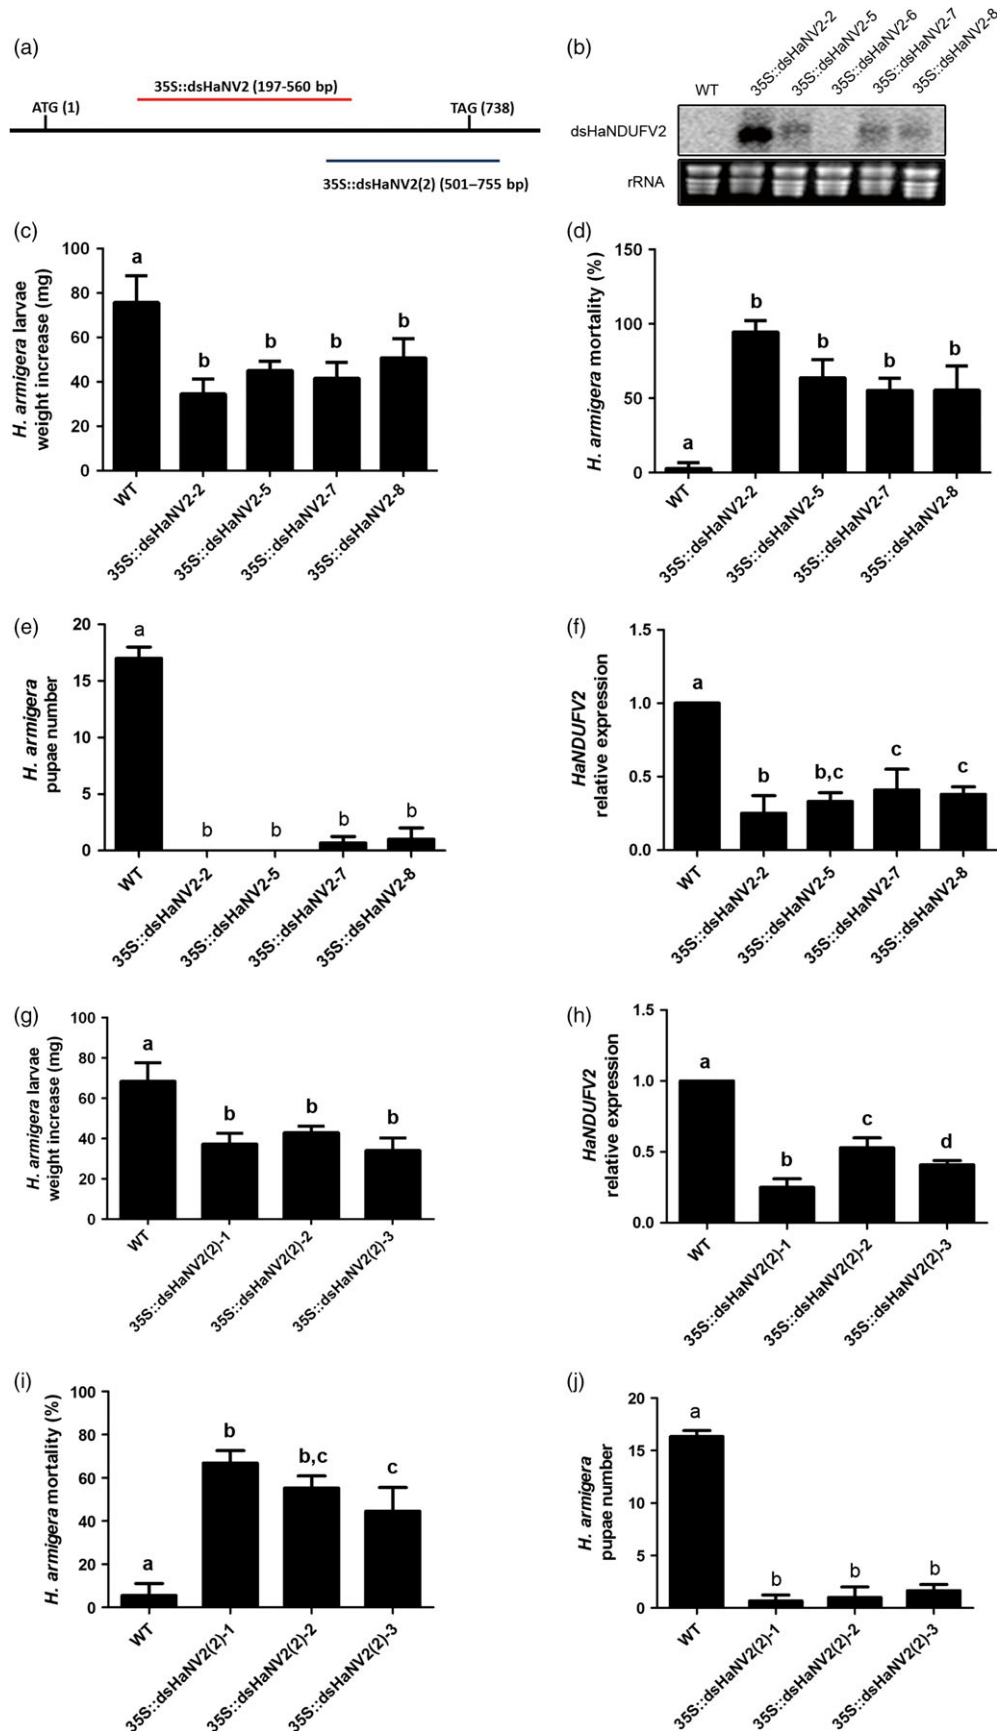 (a)
35S::dsHaNV2 (197-560 bp)
ATG (1)
TAG (738)
35S::dsHaNV2(2) (501–755 bp)
(b)
WT
35S::dsHaNV2-2
35S::dsHaNV2-5
35S::dsHaNV2-6
35S::dsHaNV2-7
35S::dsHaNV2-8
dsHaNDUFV2
rRNA
(c)
H. armigera larvae
weight increase (mg)
100
80
60
40
20
0
a
b
b
b
b
WT
35S::dsHaNV2-2
35S::dsHaNV2-5
35S::dsHaNV2-7
35S::dsHaNV2-8
(d)
H. armigera mortality (%)
150
100
50
0
a
b
b
b
b
WT
35S::dsHaNV2-2
35S::dsHaNV2-5
35S::dsHaNV2-7
35S::dsHaNV2-8
(e)
H. armigera
pupae number
20
15
10
5
0
a
b
b
b
b
WT
35S::dsHaNV2-2
35S::dsHaNV2-5
35S::dsHaNV2-7
35S::dsHaNV2-8
(f)
HaNDUFV2
relative expression
1.5
1.0
0.5
0.0
a
b
b,c
c
c
WT
35S::dsHaNV2-2
35S::dsHaNV2-5
35S::dsHaNV2-7
35S::dsHaNV2-8
(g)
H. armigera larvae
weight increase (mg)
100
80
60
40
20
0
a
b
b
b
WT
35S::dsHaNV2(2)-1
35S::dsHaNV2(2)-2
35S::dsHaNV2(2)-3
(h)
HaNDUFV2
relative expression
1.5
1.0
0.5
0.0
a
b
c
d
WT
35S::dsHaNV2(2)-1
35S::dsHaNV2(2)-2
35S::dsHaNV2(2)-3
(i)
H. armigera mortality (%)
100
80
60
40
20
0
a
b
b,c
c
WT
35S::dsHaNV2(2)-1
35S::dsHaNV2(2)-2
35S::dsHaNV2(2)-3
(j)
H. armigera
pupae number
20
15
10
5
0
a
b
b
b
WT
35S::dsHaNV2(2)-1
35S::dsHaNV2(2)-2
35S::dsHaNV2(2)-3